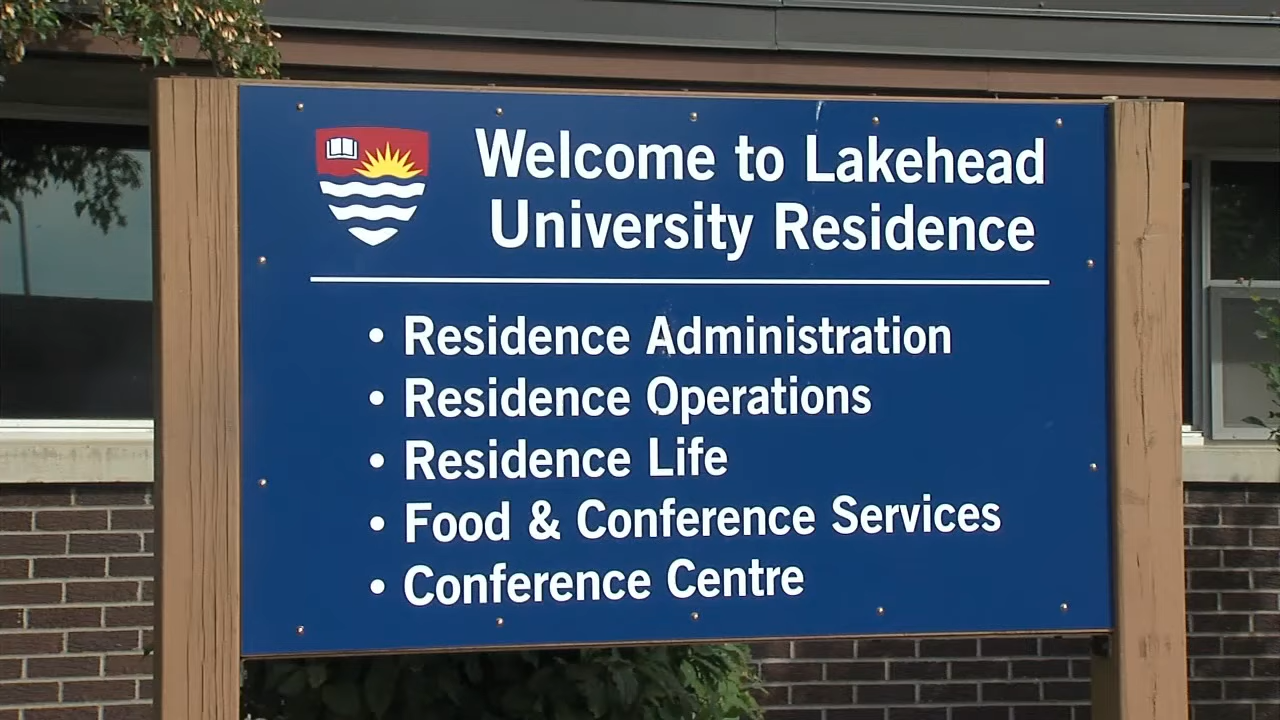 Welcome to Lakehead
University Residence
• Residence Administration
• Residence Operations
• Residence Life
• Food & Conference Services
• Conference Centre